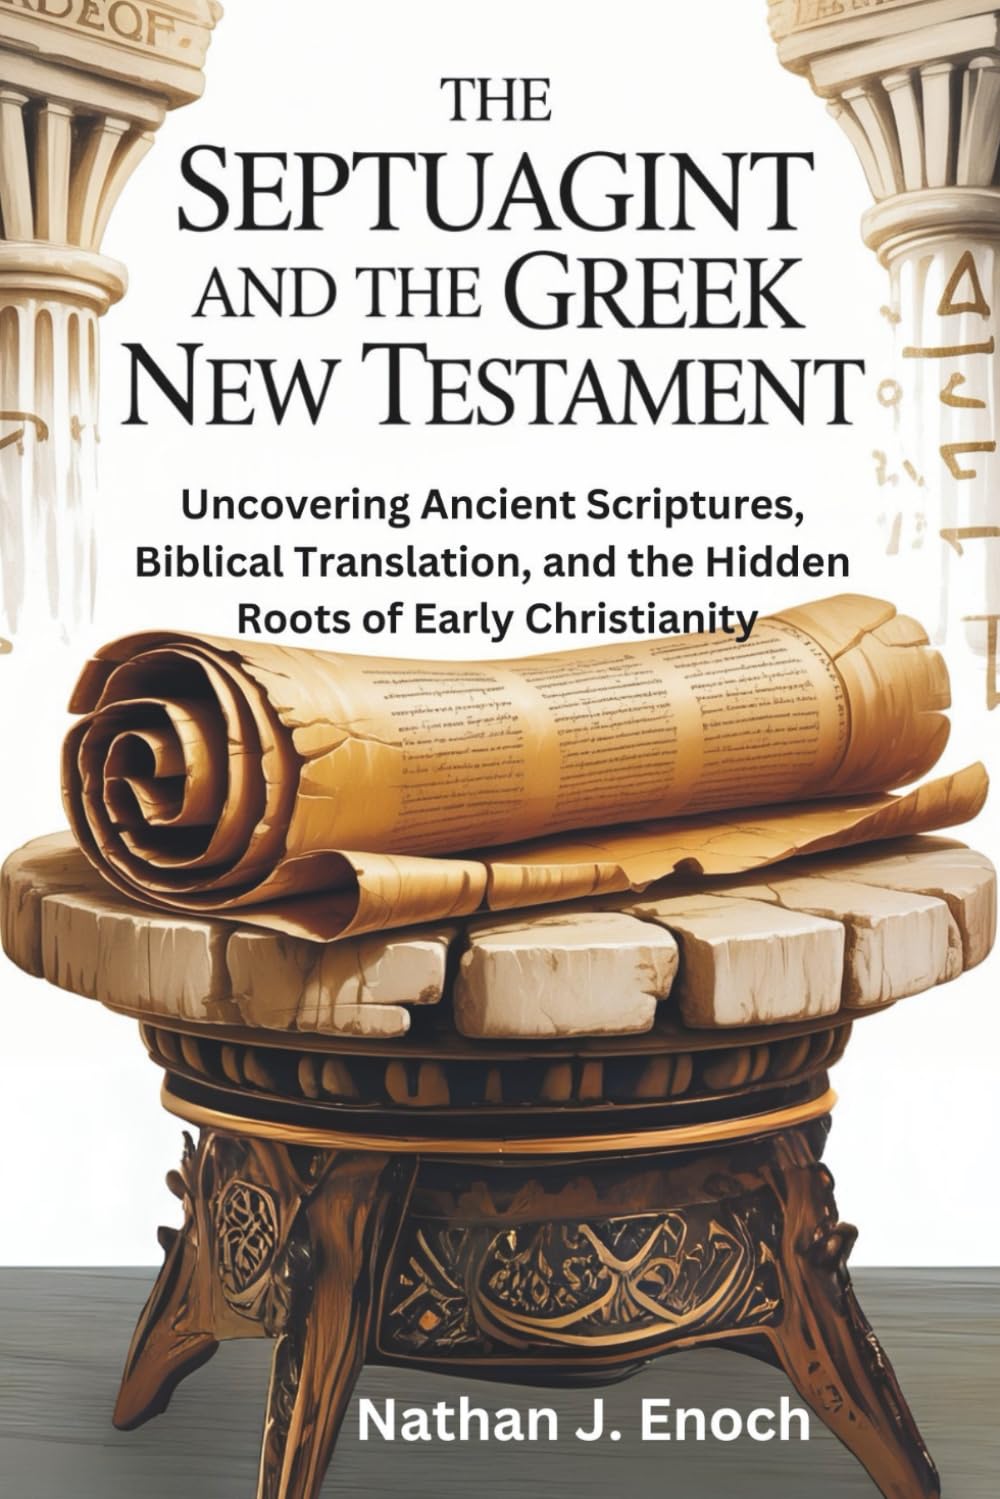 THE
SEPTUAGINT
AND THE GREEK
NEW TESTAMENT
Uncovering Ancient Scriptures,
Biblical Translation, and the Hidden
Roots of Early Christianity
Nathan J. Enoch